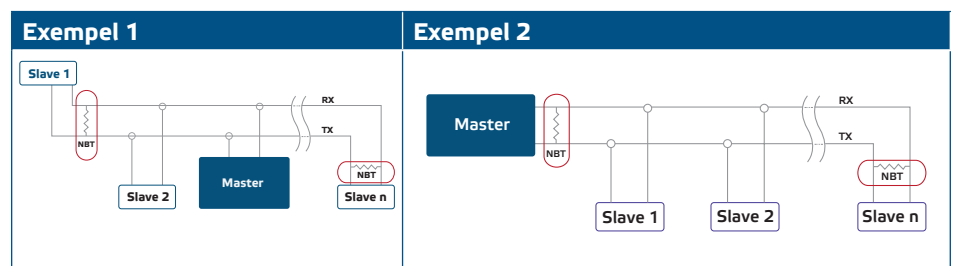 Exempel 1
Slave 1
RX
TX
NBT
NBT
Slave 2
Master
Slave n
Exempel 2
RX
Master
TX
NBT
NBT
Slave 1
Slave 2
Slave n